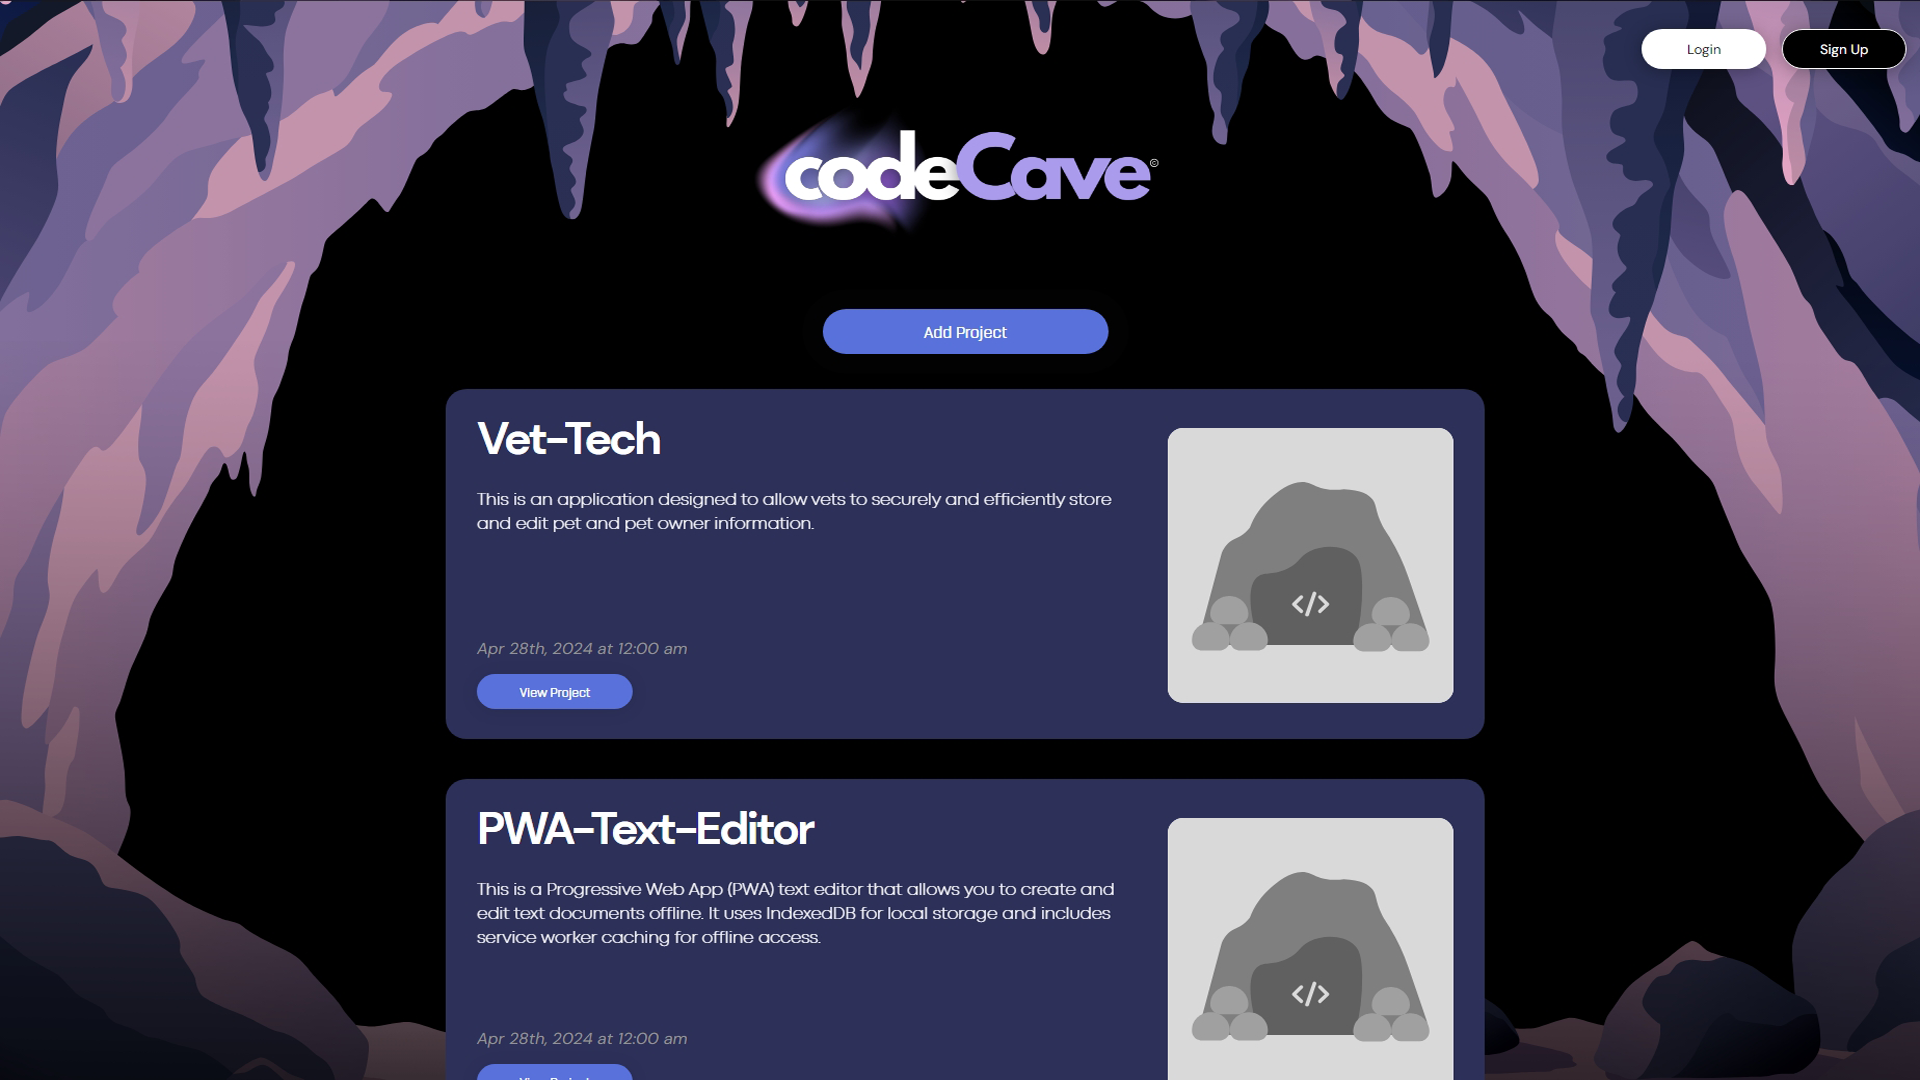 Login
Sign Up
codeCave©
Add Project
Vet-Tech
This is an application designed to allow vets to securely and efficiently store
and edit pet and pet owner information.
</>
Apr 28th, 2024 at 12:00 am
View Project
PWA-Text-Editor
This is a Progressive Web App (PWA) text editor that allows you to create and
edit text documents offline. It uses IndexedDB for local storage and includes
service worker caching for offline access.
</>
Apr 28th, 2024 at 12:00 am